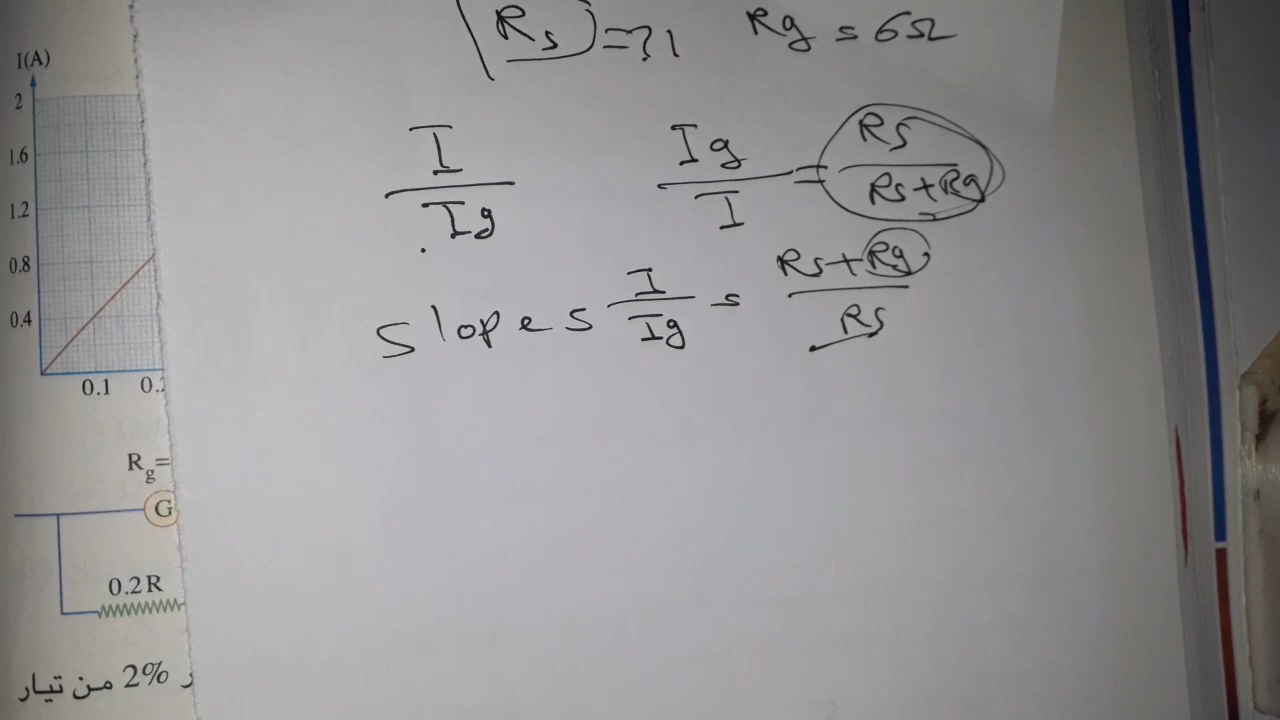 Rs =? Rg = 6Ω
I / Ig
Ig / I = Rs / Rs+Rg
slope = I / Ig = Rs+Rg / Rs
I(A)
2
1.6
1.2
0.8
0.4
0.1
Rg=
G
0.2R
2% من تيار